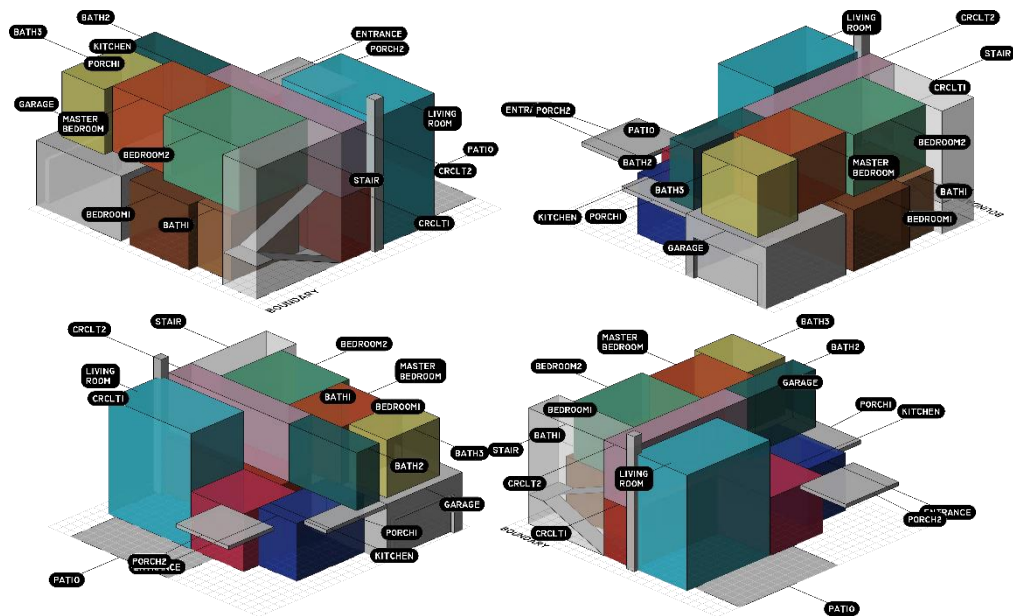 BATH2
BATH3
KITCHEN
PORCH1
ENTRANCE
PORCH2
GARAGE
MASTER
BEDROOM
LIVING
ROOM
BEDROOM2
PATIO
STAIR
CRCLT2
BEDROOM1
BATH1
CRCLT1
BOUNDARY
LIVING
ROOM
CRCLT2
STAIR
CRCLT1
PORCH2
PATIO
BEDROOM2
BATH2
MASTER
BEDROOM
BATH3
BATH1
KITCHEN
PORCH1
BEDROOM1
GARAGE
STAIR
CRCLT2
BEDROOM2
LIVING
ROOM
MASTER
BEDROOM
CRCLT1
BATH1
BEDROOM1
BATH3
BATH2
GARAGE
PORCH1
PORCH2
KITCHEN
PATIO
BATH3
MASTER
BEDROOM
BATH2
BEDROOM2
GARAGE
BEDROOM1
PORCH1
KITCHEN
BATH1
STAIR
LIVING
ROOM
CRCLT2
ENTRANCE
PORCH2
CRCLT1
BOUNDARY
PATIO